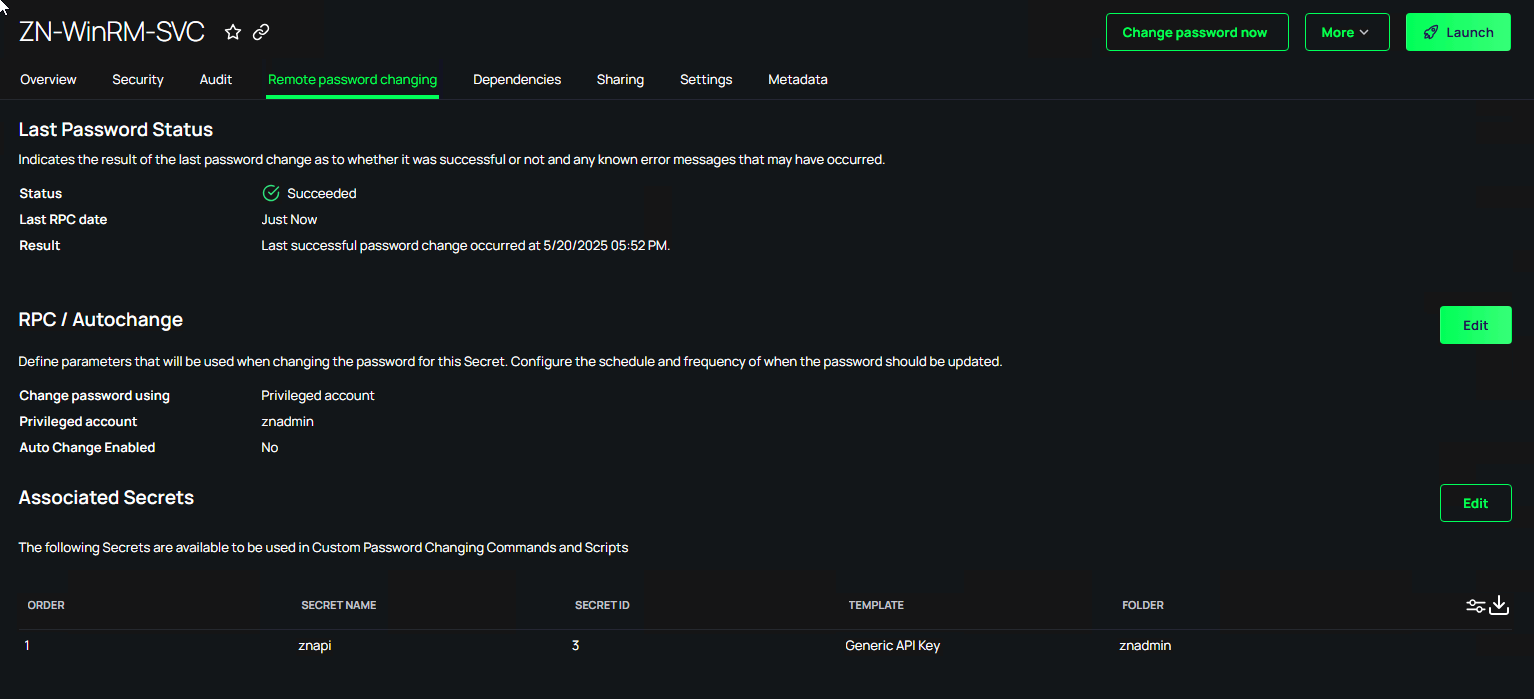 ZN-WinRM-SVC
Change password now
More
Launch
Overview Security Audit Remote password changing Dependencies Sharing Settings Metadata
Last Password Status
Indicates the result of the last password change as to whether it was successful or not and any known error messages that may have occurred.
Status Succeeded
Last RPC date Just Now
Result Last successful password change occurred at 5/20/2025 05:52 PM.
RPC / Autochange
Edit
Define parameters that will be used when changing the password for this Secret. Configure the schedule and frequency of when the password should be updated.
Change password using Privileged account
Privileged account znadmin
Auto Change Enabled No
Associated Secrets
Edit
The following Secrets are available to be used in Custom Password Changing Commands and Scripts
ORDER SECRET NAME SECRET ID TEMPLATE FOLDER
1 znapi 3 Generic API Key znadmin